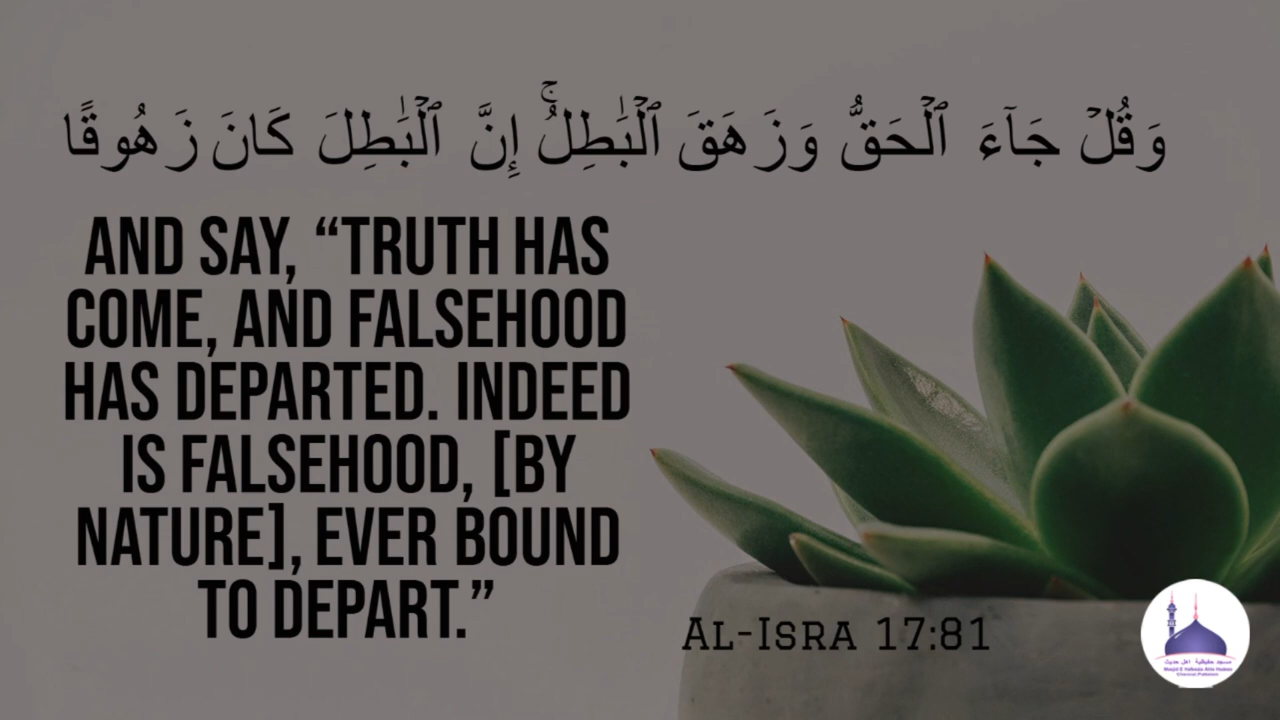 وَقُلۡ جَآءَ ٱلۡحَقُّ وَزَهَقَ ٱلۡبَٰطِلُۚ إِنَّ ٱلۡبَٰطِلَ كَانَ زَهُوقٗا
AND SAY, “TRUTH HAS
COME, AND FALSEHOOD
HAS DEPARTED. INDEED
IS FALSEHOOD, [BY
NATURE], EVER BOUND
TO DEPART.”
AL-ISRA 17:81